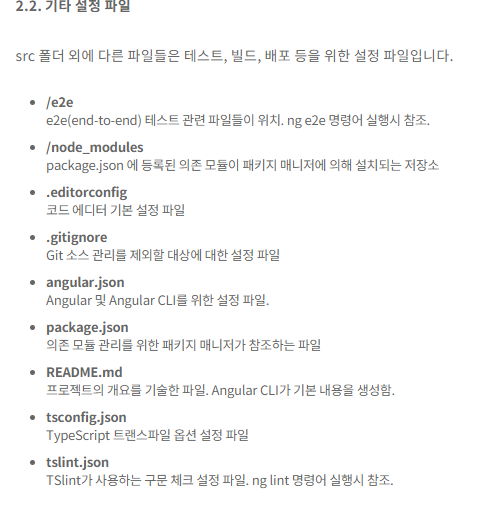 2.2. 기타 설정 파일
src 폴더 외에 다른 파일들은 테스트, 빌드, 배포 등을 위한 설정 파일입니다.
• /e2e
e2e(end-to-end) 테스트 관련 파일들이 위치. ng e2e 명령어 실행시 참조.
• /node_modules
package.json 에 등록된 의존 모듈이 패키지 매니저에 의해 설치되는 저장소
• .editorconfig
코드 에디터 기본 설정 파일
• .gitignore
Git 소스 관리를 제외할 대상에 대한 설정 파일
• angular.json
Angular 및 Angular CLI를 위한 설정 파일.
• package.json
의존 모듈 관리를 위한 패키지 매니저가 참조하는 파일
• README.md
프로젝트의 개요를 기술한 파일. Angular CLI가 기본 내용을 생성함.
• tsconfig.json
TypeScript 트랜스파일 옵션 설정 파일
• tslint.json
TSlint가 사용하는 구문 체크 설정 파일. ng lint 명령어 실행시 참조.